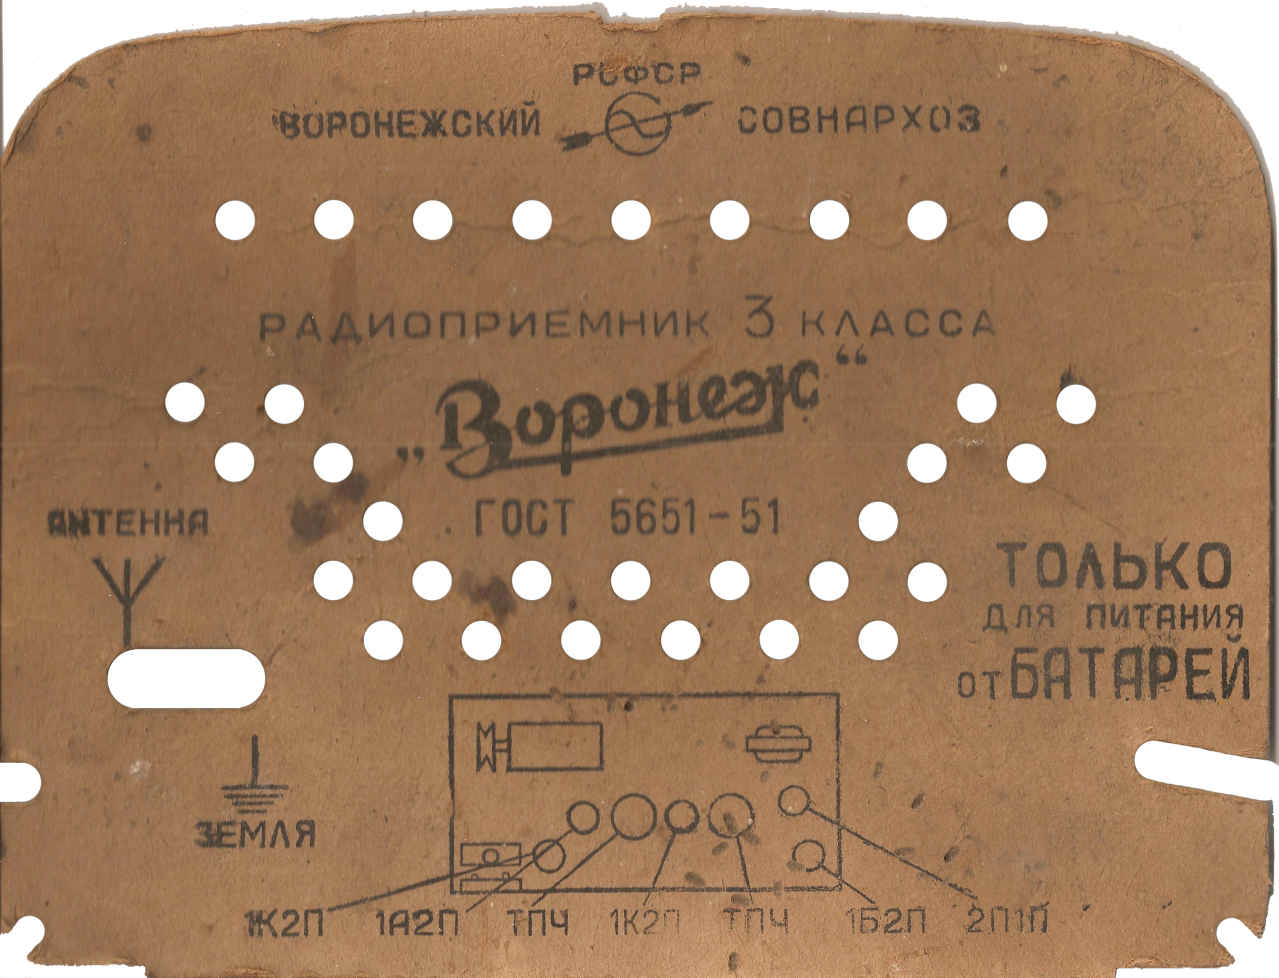 РСФСР
ВОРОНЕЖСКИЙ СОВНАРХОЗ
РАДИОПРИЕМНИК 3 КЛАССА
„Воронеж“
ГОСТ 5651-51
АНТЕННА
ТОЛЬКО
ДЛЯ ПИТАНИЯ
ОТ БАТАРЕЙ
ЗЕМЛЯ
1Ж2П 1А2П ТПЧ 1К2П ТПЧ 1Б2П 2П1П